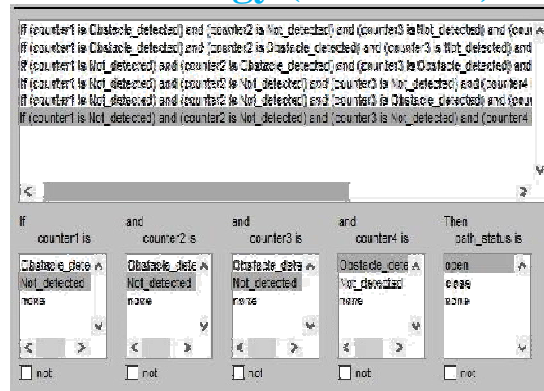 If (counter1 is Obstacle_detected) and (counter2 is Not_detected) and (counter3 is Not_detected) and (coun
If (counter1 is Not_detected) and (counter2 is Obstacle_detected) and (counter3 is Not_detected) and
If (counter1 is Not_detected) and (counter2 is Obstacle_detected) and (counter3 is Not_detected) and
If (counter1 is Not_detected) and (counter2 is Not_detected) and (counter3 is Not_detected) and (counter4
If (counter1 is Not_detected) and (counter2 is Not_detected) and (counter3 is Obstacle_detected) and (coun
If (counter1 is Not_detected) and (counter2 is Not_detected) and (counter3 is Not_detected) and (counter4
If and and and Then
counter1 is counter2 is counter3 is counter4 is path_status is
Obstacle_dete Obstacle_dete Obstacle_dete Obstacle_dete open
Not_detected Not_detected Not_detected Not_detected close
none none none none none
not not not not not